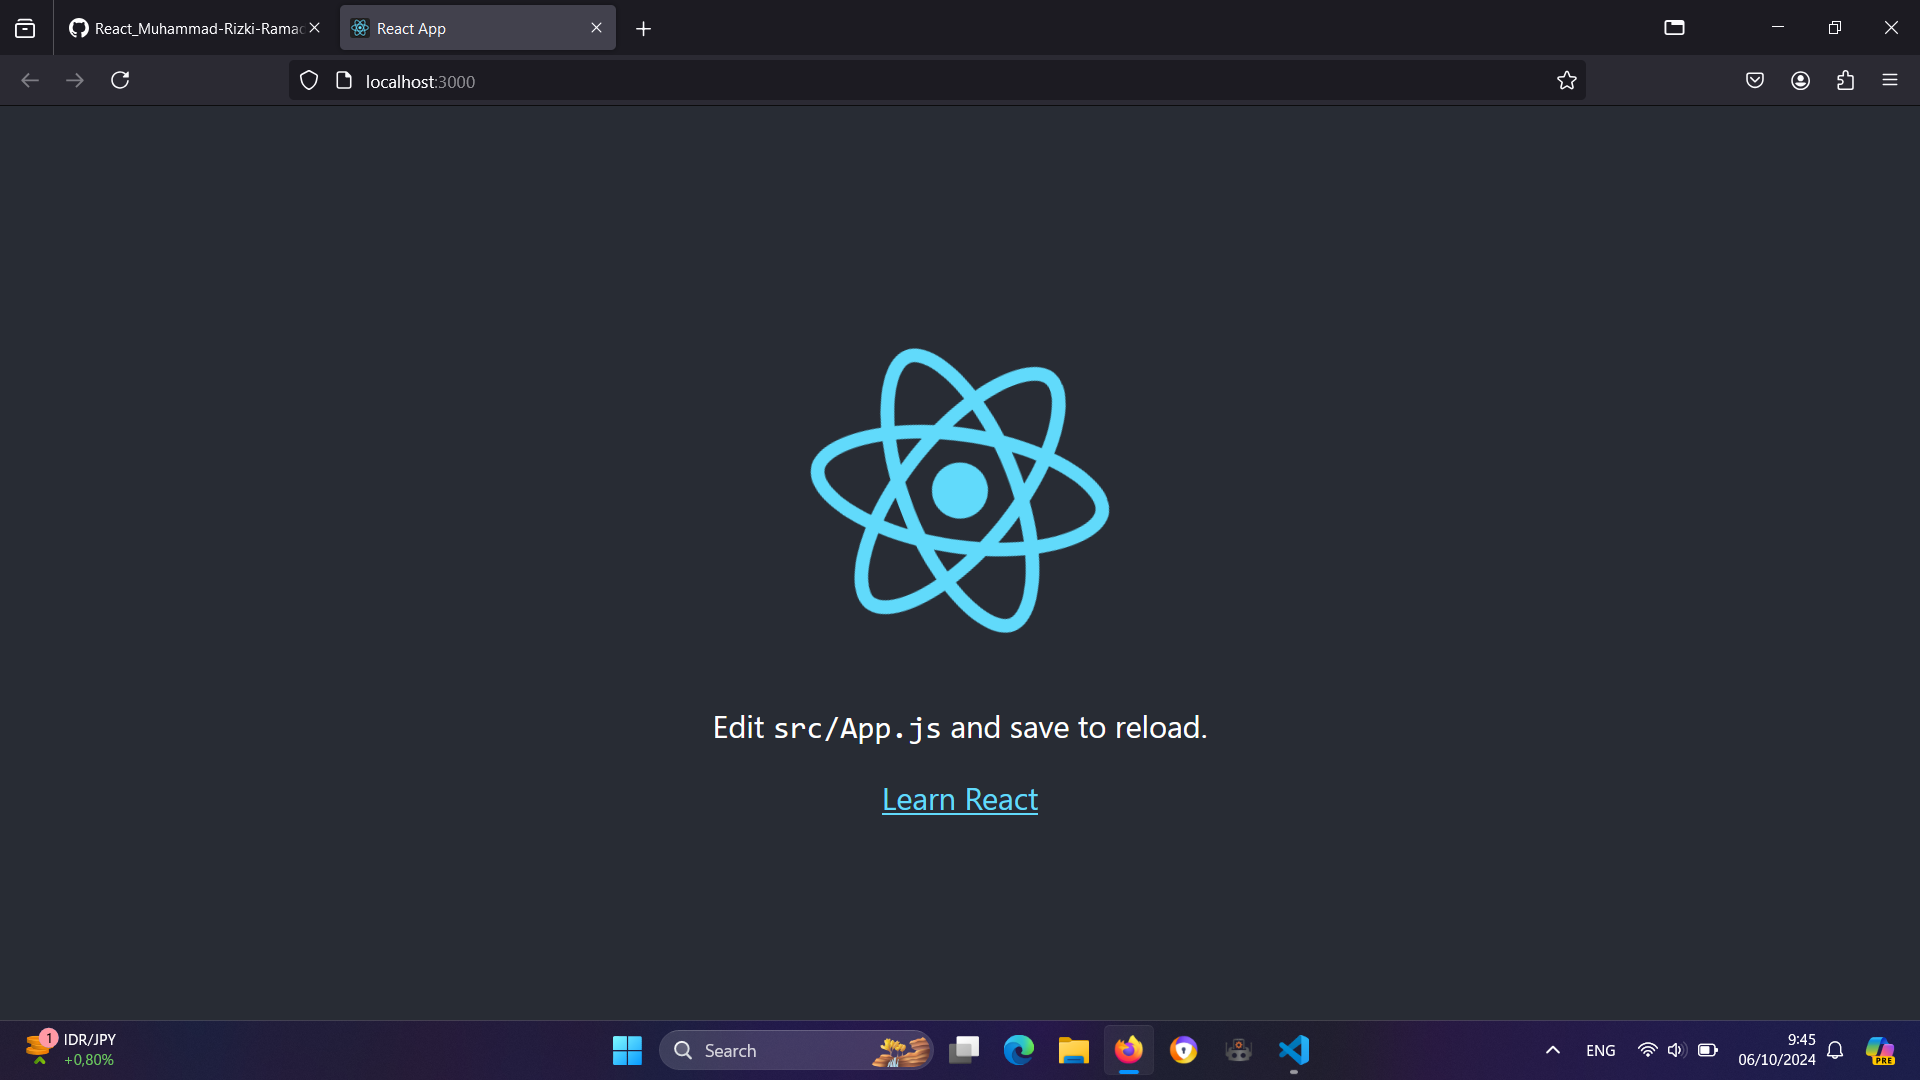 React_Muhammad-Rizki-Ramad
React App
localhost:3000
Edit src/App.js and save to reload.
Learn React
1
IDR/JPY
+0,80%
Search
ENG
9:45
06/10/2024
PRE